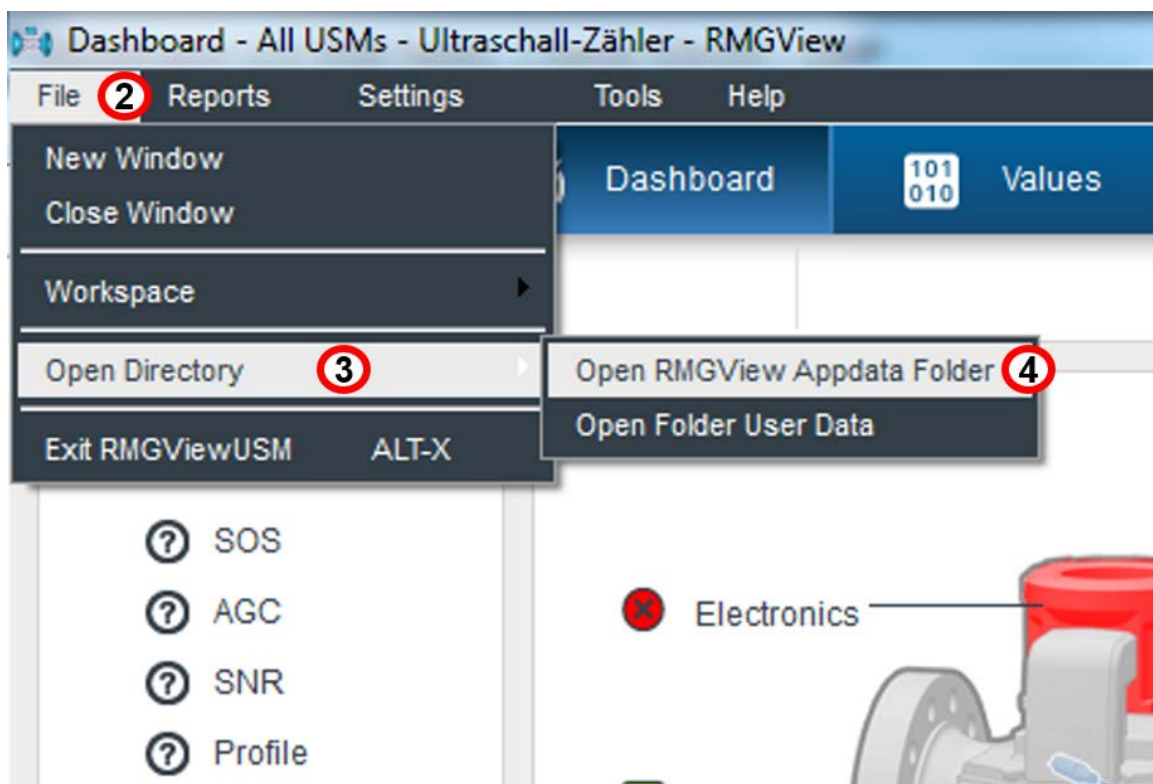 Dashboard - All USMs - Ultraschall-Zähler - RMGView
File 2 Reports Settings Tools Help
New Window
Close Window
Dashboard
101
010
Values
Workspace
Open Directory 3
Open RMGView Appdata Folder 4
Open Folder User Data
Exit RMGViewUSM ALT-X
? SOS
? AGC
Electronics
? SNR
? Profile